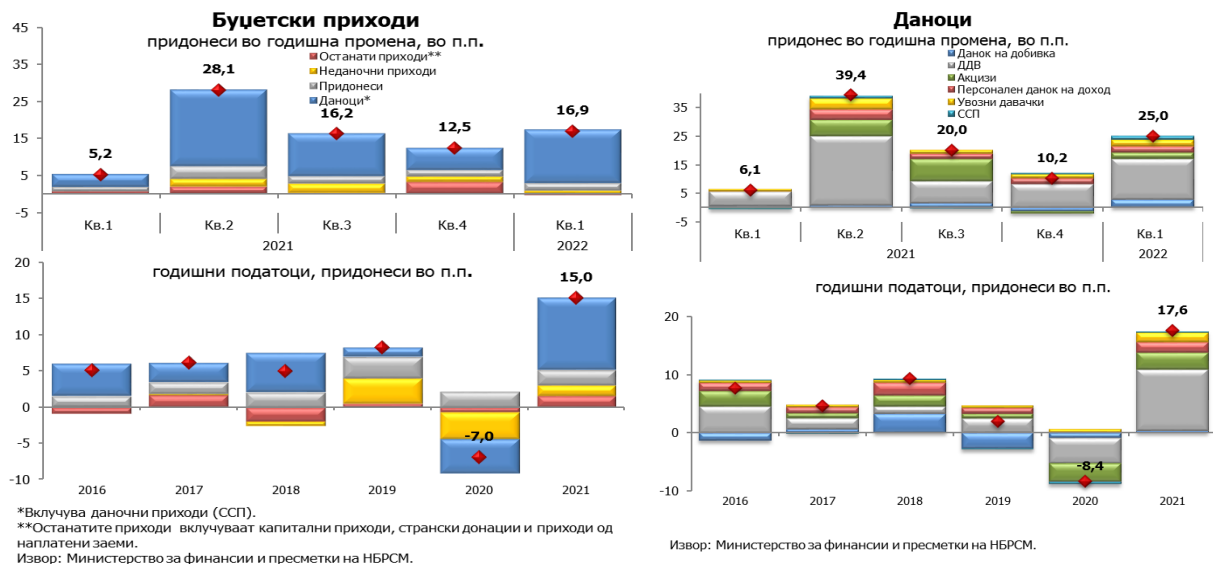 Буџетски приходи
придонеси во годишна промена, во п.п.
45
35
25
15
5
-5
Останати приходи**
Неданочни приходи
Придонеси
Даноци*
5,2
28,1
16,2
12,5
16,9
Кв.1
Кв.2
Кв.3
Кв.4
Кв.1
2021
2022
годишни податоци, придонеси во п.п.
20
15
10
5
0
-5
-10
-7,0
15,0
2016
2017
2018
2019
2020
2021
*Вклучува даночни приходи (ССП).
**Останатите приходи вклучуваат капитални приходи, странски донации и приходи од
наплатени заеми.
Извор: Министерство за финансии и пресметки на НБРСМ.
Даноци
придонес во годишна промена, во п.п.
35
25
15
5
-5
Данок на добивка
ДДВ
Акцизи
Персонален данок на доход
Увозни давачки
ССП
6,1
39,4
20,0
10,2
25,0
Кв.1
Кв.2
Кв.3
Кв.4
Кв.1
2021
2022
годишни податоци, придонеси во п.п.
20
10
0
-10
-8,4
17,6
2016
2017
2018
2019
2020
2021
Извор: Министерство за финансии и пресметки на НБРСМ.